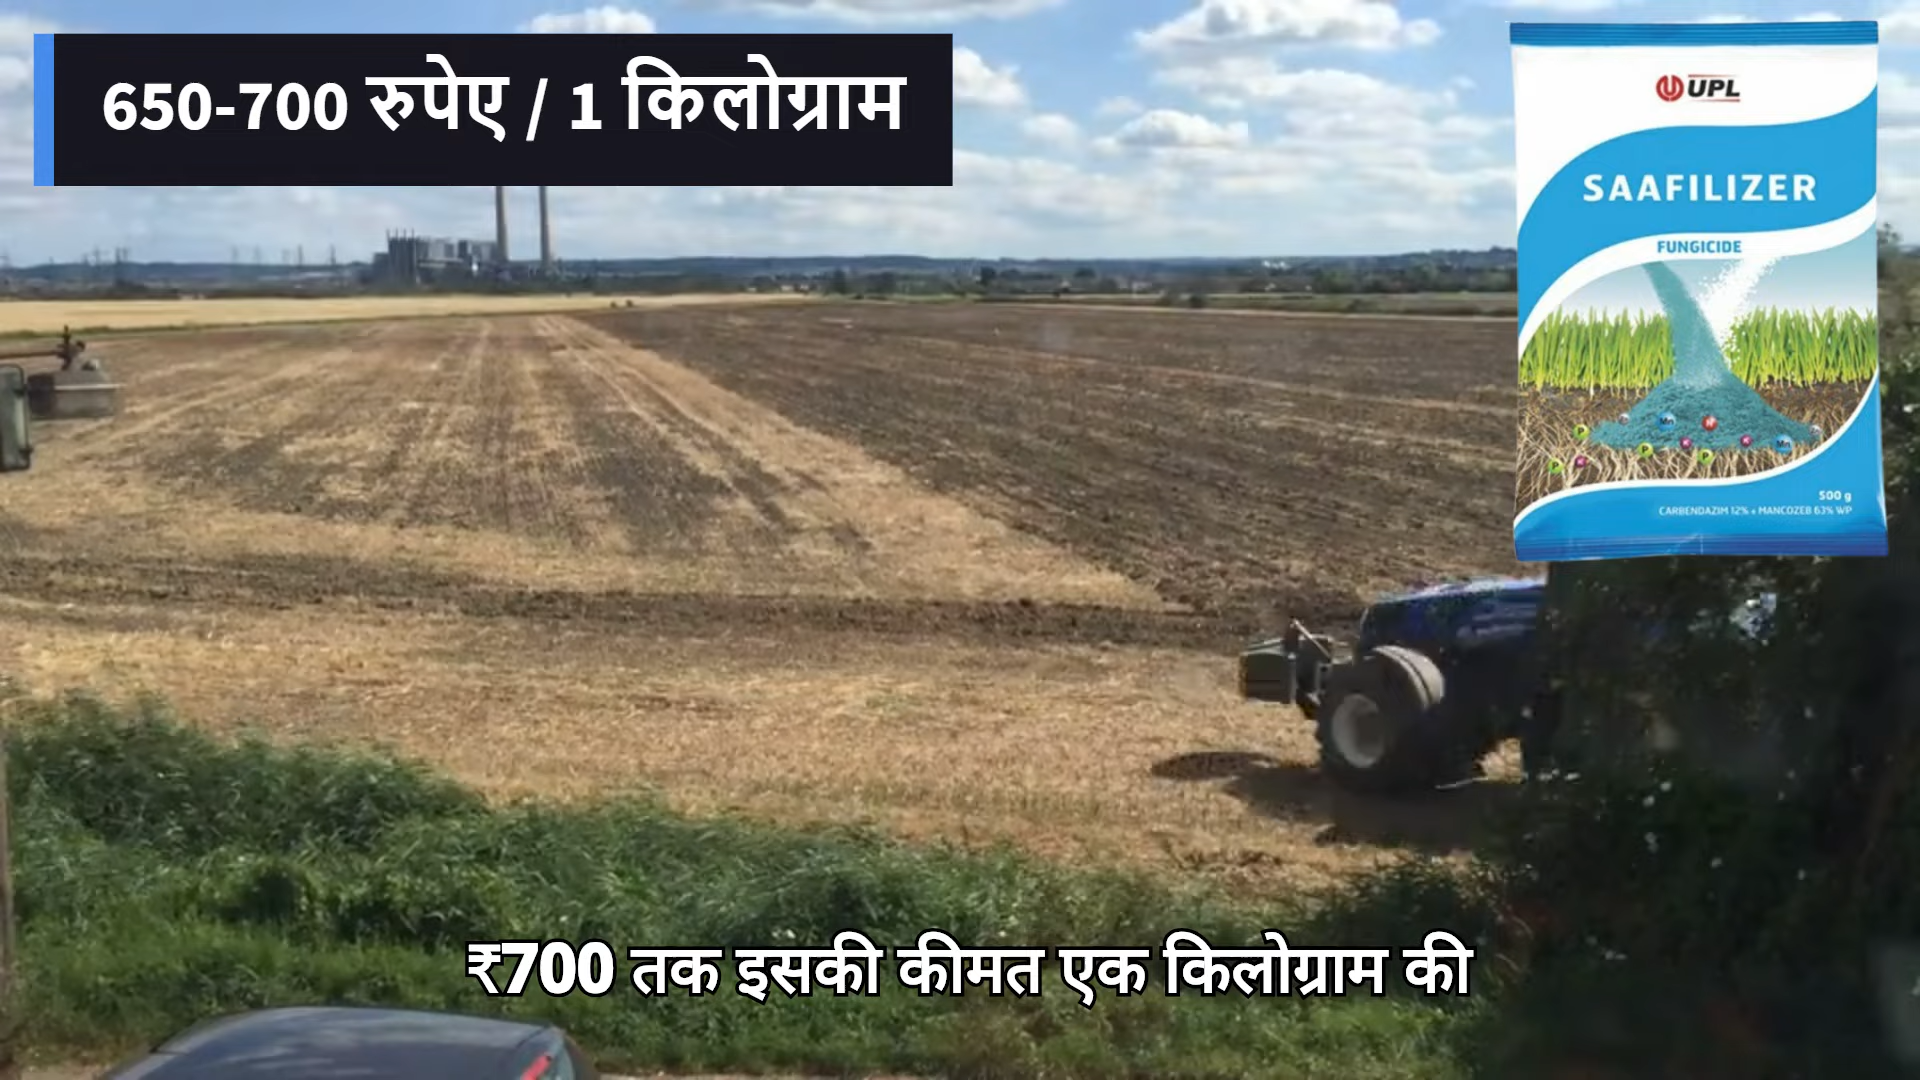 650-700 रुपेए / 1 किलोग्राम
UPL
SAAFILIZER
FUNGICIDE
500 g
CARBENDAZIM 12% + MANCOZEB 63% WP
₹700 तक इसकी कीमत एक किलोग्राम की